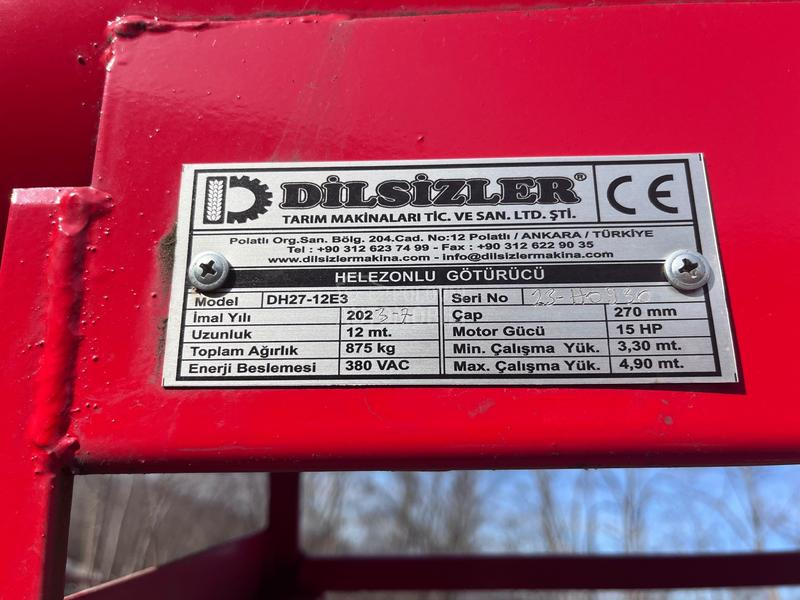 DİLSİZLER® CE
TARIM MAKİNALARI TİC. VE SAN. LTD. ŞTİ.
Polatlı Org.San. Bölg. 204.Cad. No:12 Polatlı / ANKARA / TÜRKİYE
Tel : +90 312 623 74 99 - Fax : +90 312 622 90 35
www.dilsizlermakina.com - info@dilsizlermakina.com
HELEZONLU GÖTÜRÜCÜ
Model DH27-12E3 Seri No
İmal Yılı 2023-7 Çap 270 mm
Uzunluk 12 mt. Motor Gücü 15 HP
Toplam Ağırlık 875 kg Min. Çalışma Yük. 3,30 mt.
Enerji Beslemesi 380 VAC Max. Çalışma Yük. 4,90 mt.